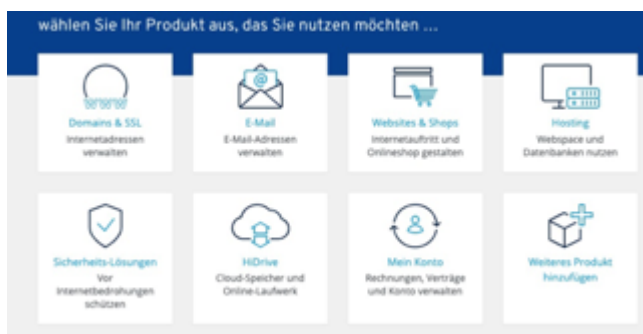 wählen Sie Ihr Produkt aus, das Sie nutzen möchten ...
@
Domains & SSL
Internetadressen
verwalten
E-Mail
E-Mail-Adressen
verwalten
Websites & Shops
Internetauftritt und
Onlineshop gestalten
Hosting
Webspace und
Datenbanken nutzen
Sicherheits-Lösungen
Vor
Internetbedrohungen
schützen
HiDrive
Cloud-Speicher und
Online-Laufwerk
Mein Konto
Rechnungen, Verträge
und Konto verwalten
Weiteres Produkt
hinzufügen